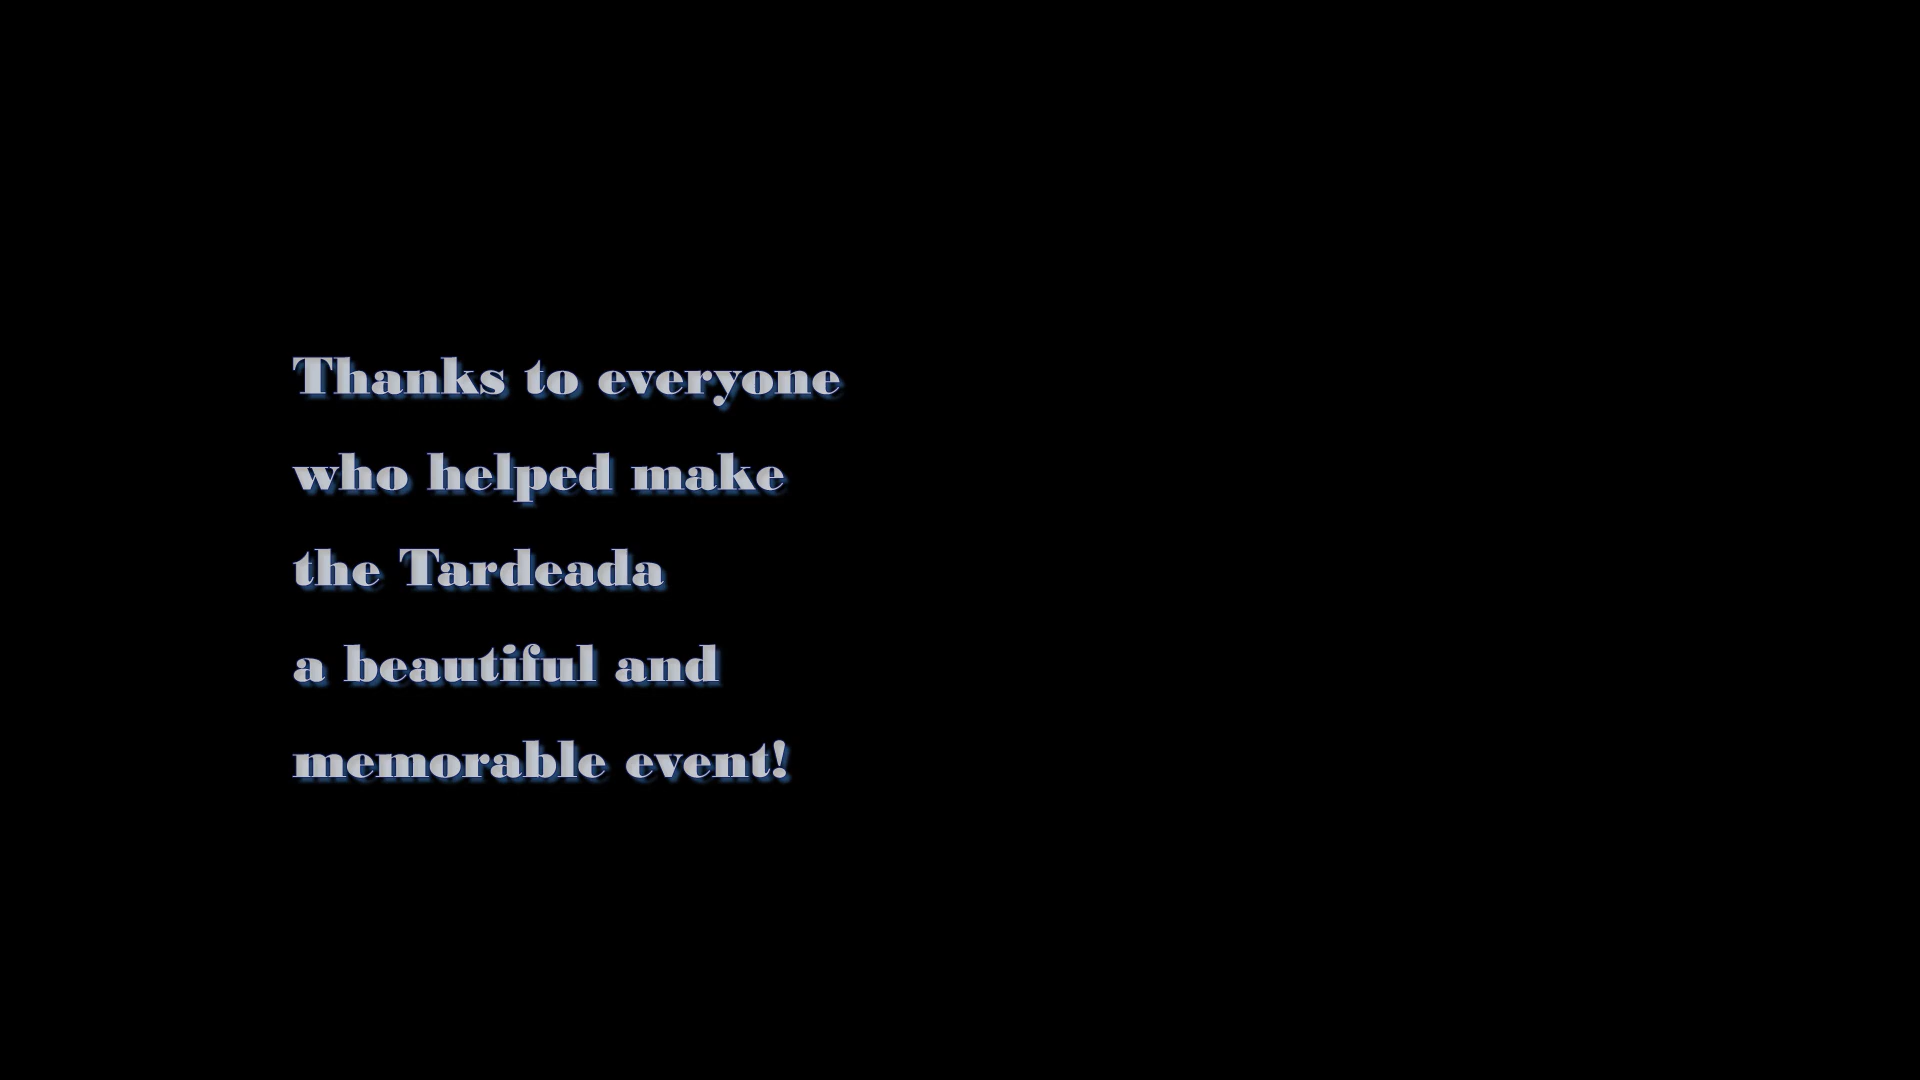 Thanks to everyone
who helped make
the Tardeada
a beautiful and
memorable event!